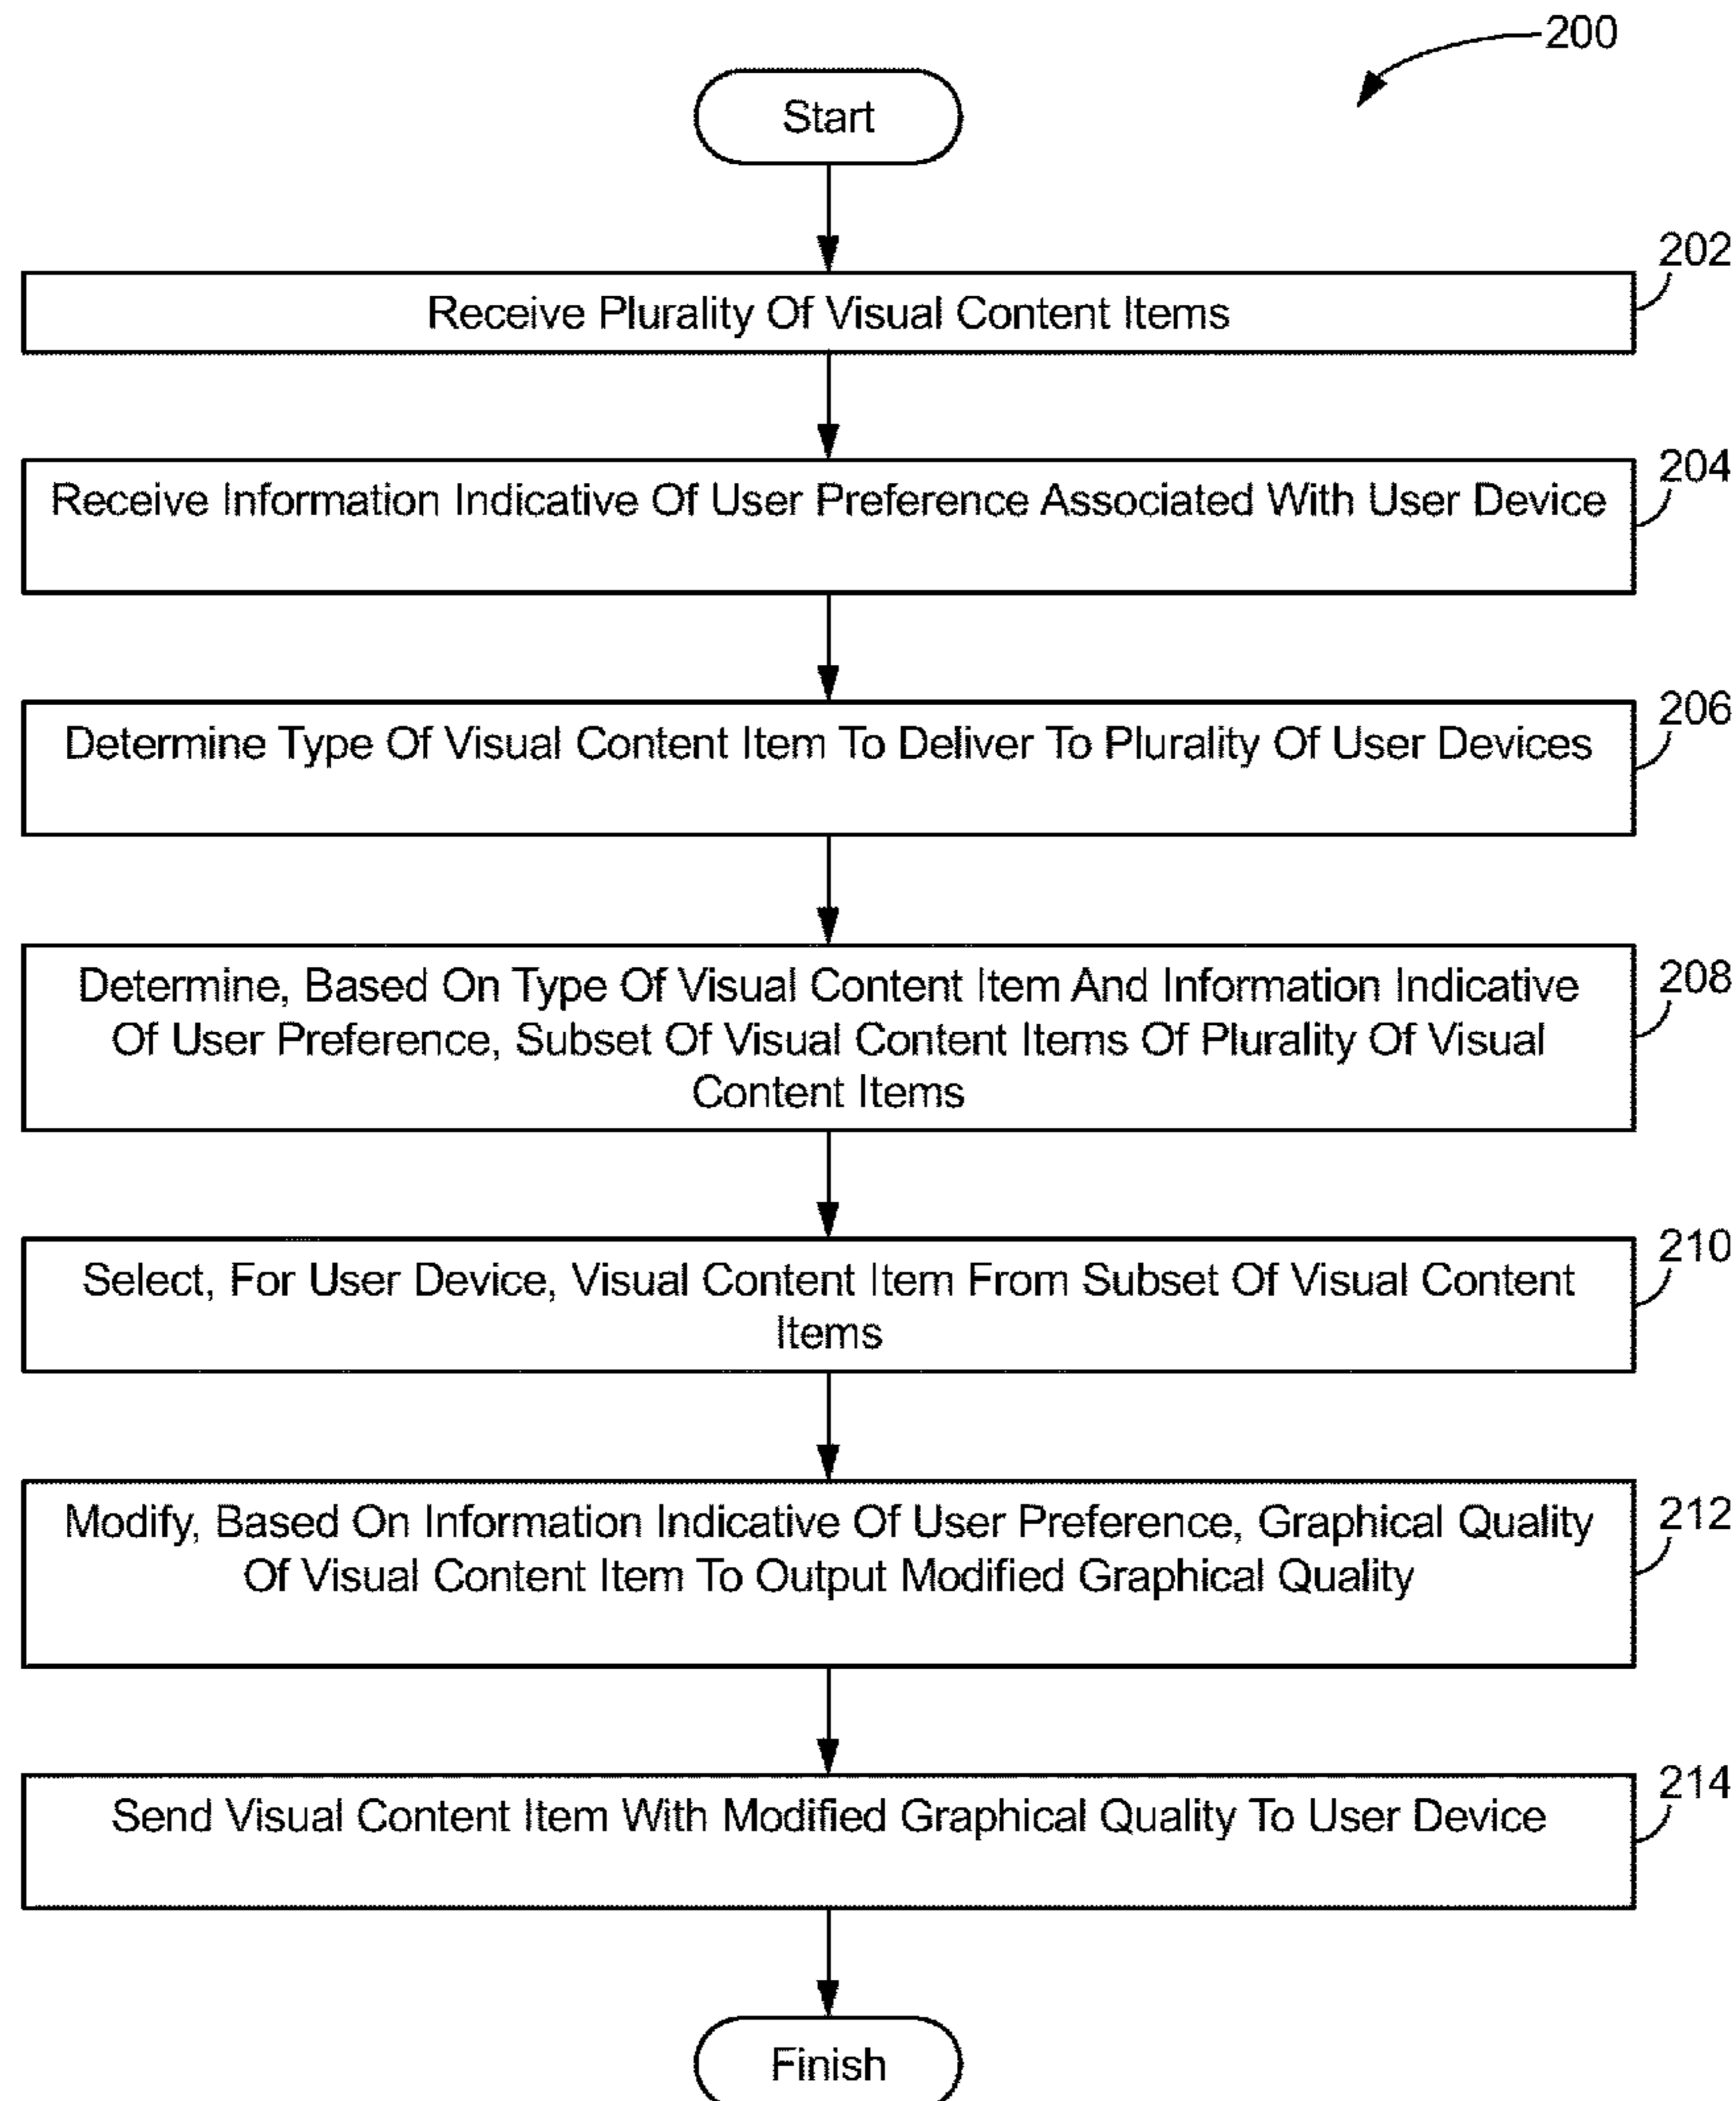 200
Start
202
Receive Plurality Of Visual Content Items
204
Receive Information Indicative Of User Preference Associated With User Device
206
Determine Type Of Visual Content Item To Deliver To Plurality Of User Devices
208
Determine, Based On Type Of Visual Content Item And Information Indicative
Of User Preference, Subset Of Visual Content Items Of Plurality Of Visual
Content Items
210
Select, For User Device, Visual Content Item From Subset Of Visual Content
Items
212
Modify, Based On Information Indicative Of User Preference, Graphical Quality
Of Visual Content Item To Output Modified Graphical Quality
214
Send Visual Content Item With Modified Graphical Quality To User Device
Finish